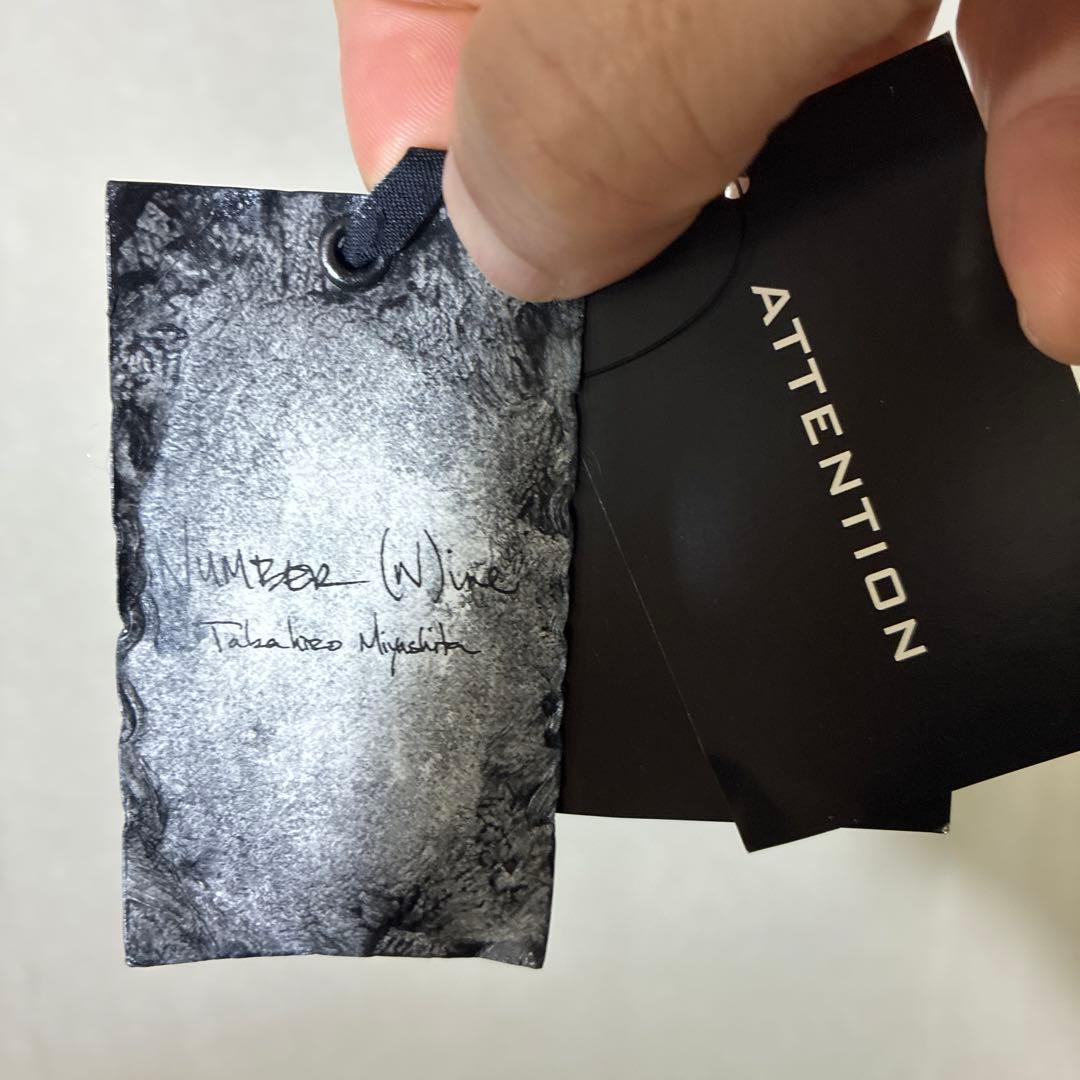 NUMBER (N)ine
Takahiro Miyashita
ATTENTION